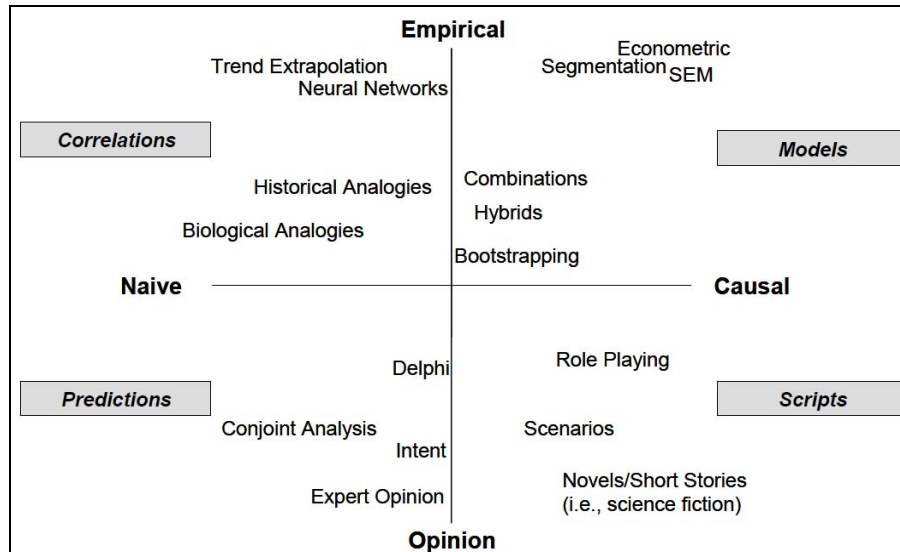 Empirical
Econometric
Trend Extrapolation
Segmentation
SEM
Neural Networks
Correlations
Models
Historical Analogies
Combinations
Hybrids
Biological Analogies
Bootstrapping
Naive
Causal
Delphi
Role Playing
Predictions
Scripts
Conjoint Analysis
Scenarios
Intent
Expert Opinion
Novels/Short Stories
(i.e., science fiction)
Opinion